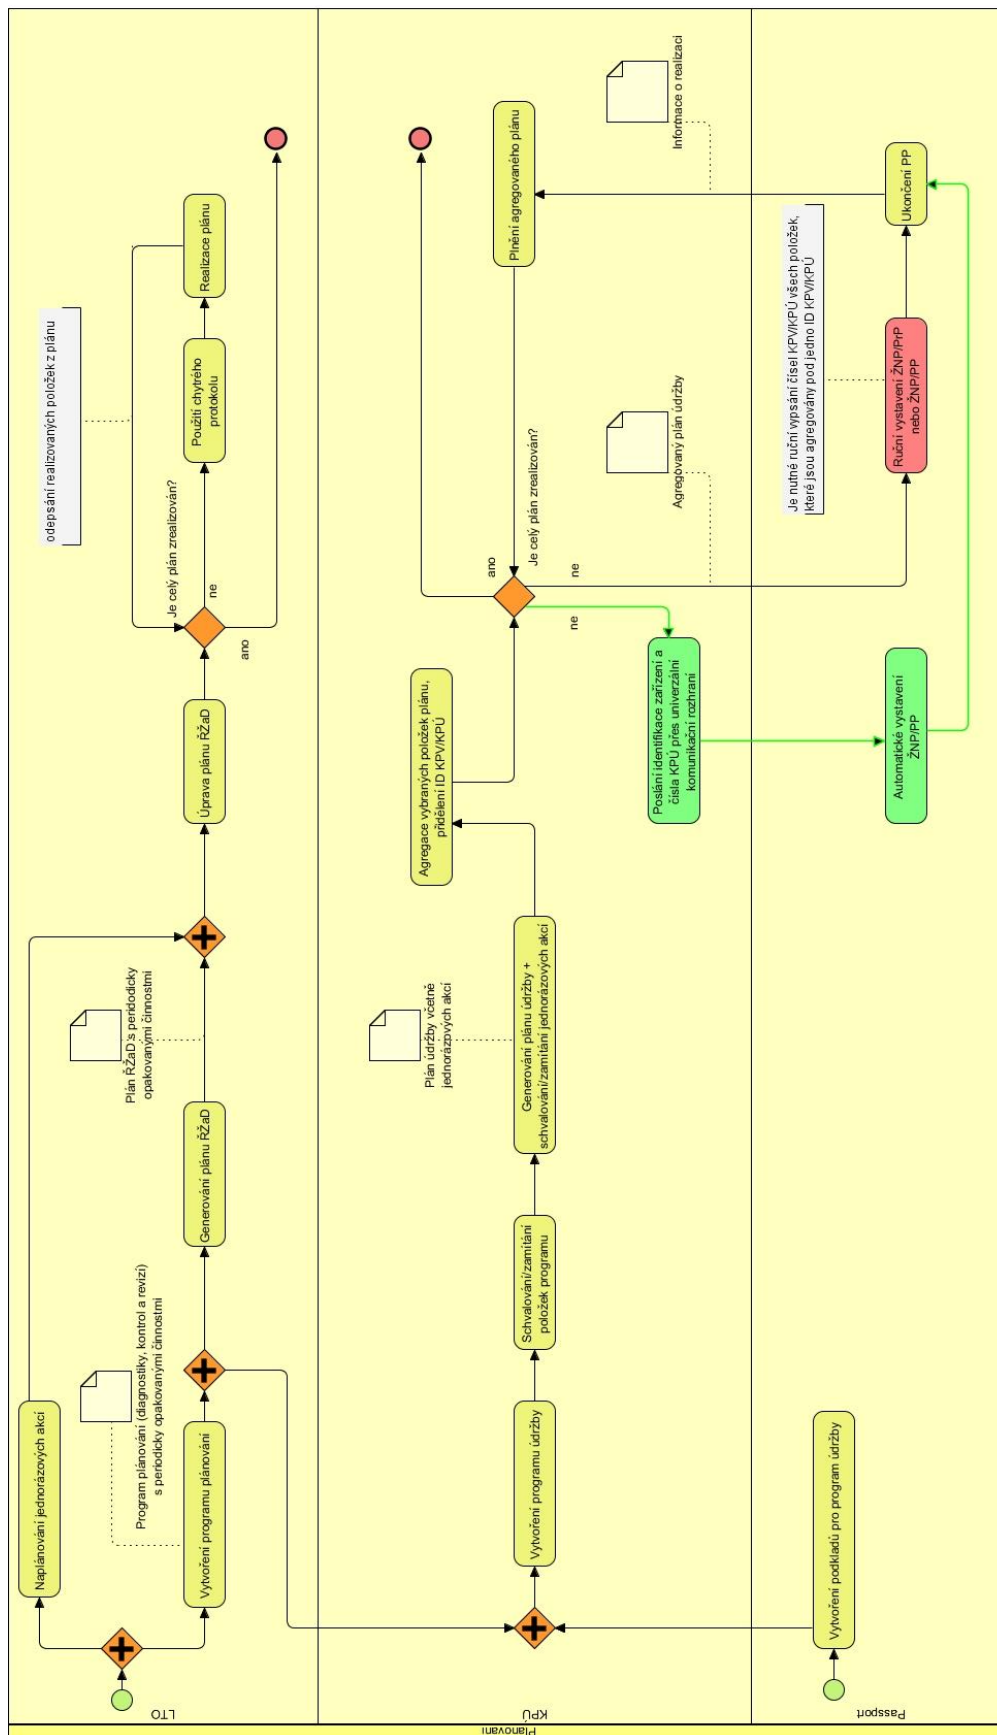 Plánování
LTO
Naplánování jednorázových akcí
Vytvoření programu plánování
Program plánování (diagnostiky, kontrol a revizí)
s periodicky opakovanými činnostmi
Generování plánu ŘŽaD
Plán ŘŽaD s peridodicky
opakovanými činnostmi
Úprava plánu ŘŽaD
Je celý plán zrealizován?
ne
ano
odepsání realizovaných položek z plánu
Použití chytrého
protokolu
Realizace plánu
KPÚ
Vytvoření programu údržby
Schvalování/zamítání
položek programu
Generování plánu údržby +
schvalování/zamítání jednorázových akcí
Plán údržby včetně
jednorázových akcí
Agregace vybraných položek plánu,
přidělení ID KPV/KPÚ
ano
Je celý plán zrealizován?
ne
ne
Plnění agregovaného plánu
Poslání identifikace zařízení a
čísla KPÚ přes univerzální
komunikační rozhraní
Agregovaný plán údržby
Informace o realizaci
Passport
Vytvoření podkladů pro program údržby
Automatické vystavení
ŽNP/PP
Je nutné ruční vypsání čísel KPV/KPÚ všech položek,
které jsou agregovány pod jedno ID KPV/KPÚ
Ruční vystavení ŽNP/PrP
nebo ŽNP/PP
Ukončení PP